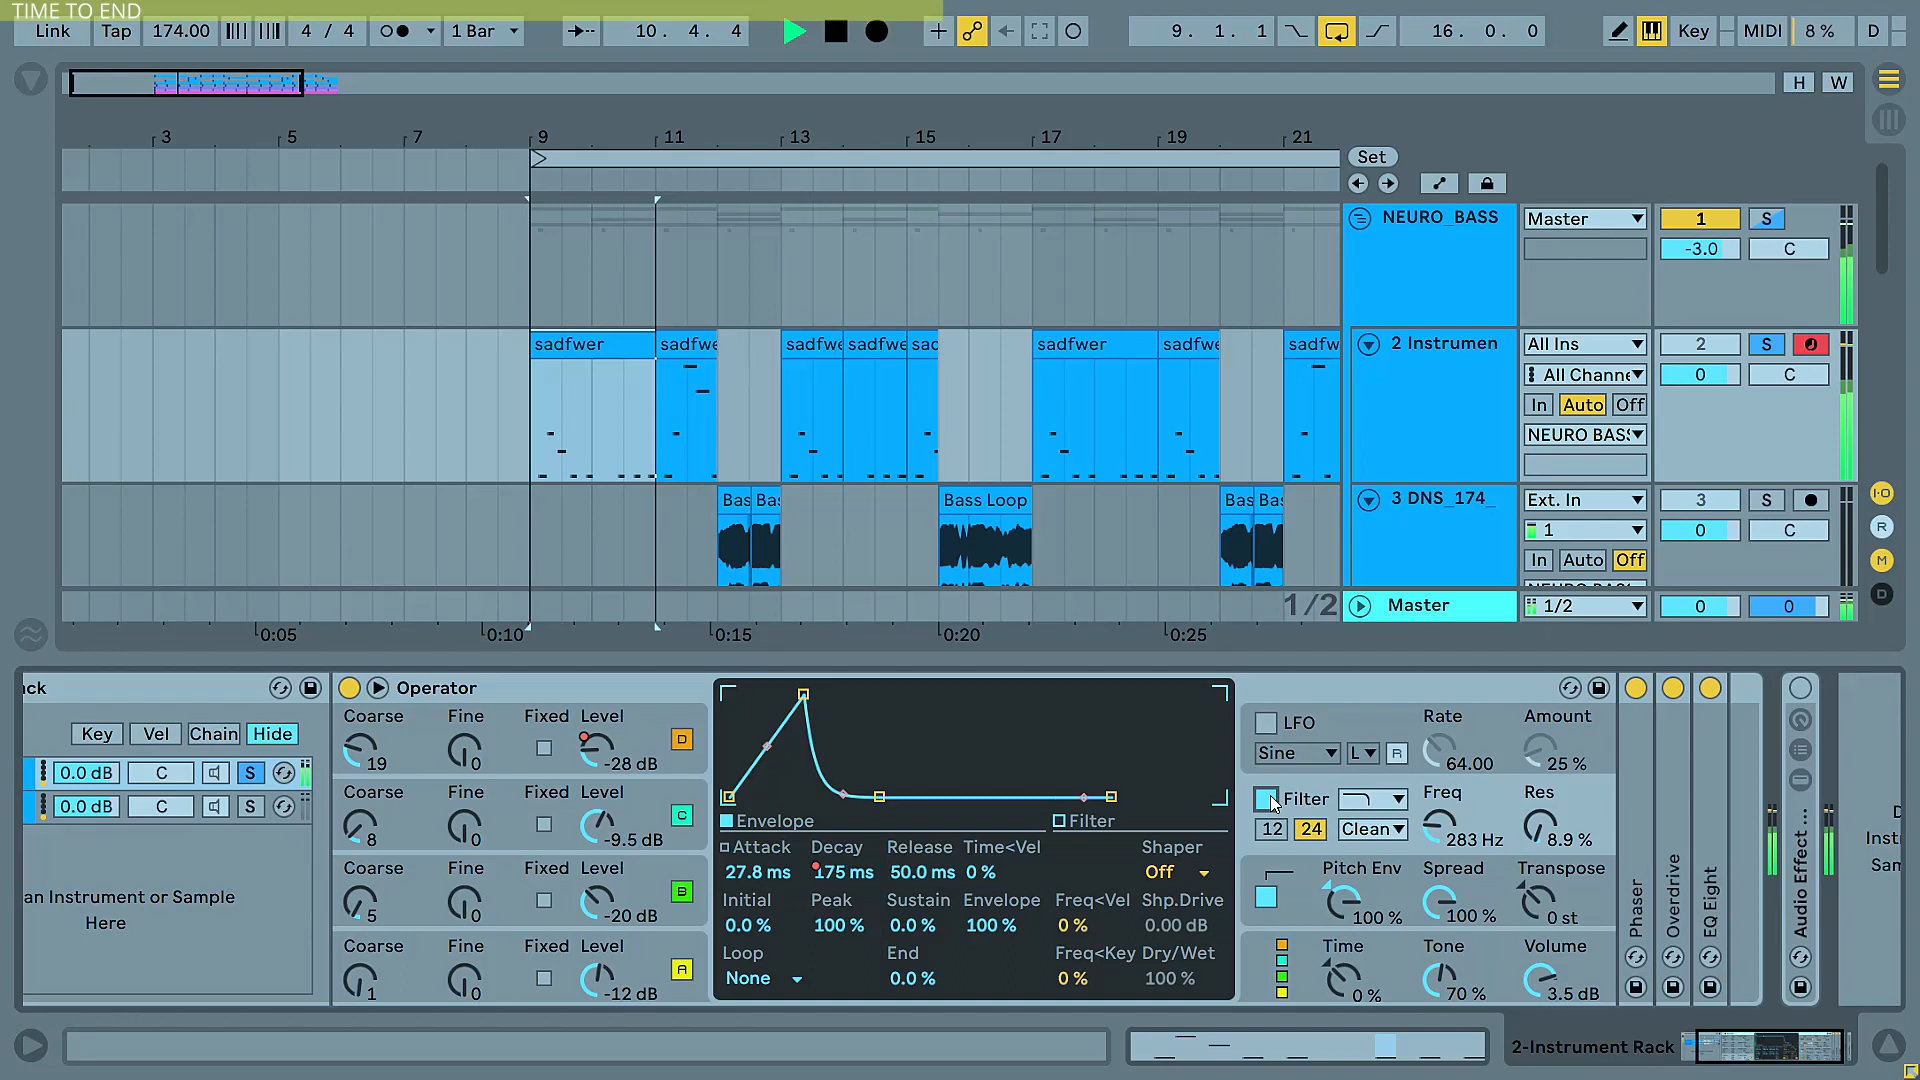 TIME TO END
Link Tap 174.00 4 / 4 1 Bar 10. 4. 4 9. 1. 1 16. 0. 0 Key MIDI 8 % D
H W
3 5 7 9 11 13 15 17 19 21
Set
NEURO_BASS Master 1 S
-3.0 C
sadfwer sadfwe sadfwe sadfwe sad sadfwer sadfwe sadfw 2 Instrumen All Ins 2 S
All Channe 0 C
In Auto Off
NEURO BASS
Bas Bas Bass Loop Bas Bas 3 DNS_174_ Ext. In 3 S
1 0 C
In Auto Off
1/2 Master 1/2 0 0
0:05 0:10 0:15 0:20 0:25
I·O
R
M
D
ick Operator
Key Vel Chain Hide
0.0 dB C S
0.0 dB C S
an Instrument or Sample
Here
Coarse Fine Fixed Level
19 0 -28 dB D
Coarse Fine Fixed Level
8 0 -9.5 dB C
Coarse Fine Fixed Level
5 0 -20 dB B
Coarse Fine Fixed Level
1 0 -12 dB A
Envelope Filter
Attack Decay Release Time<Vel Shaper
27.8 ms 175 ms 50.0 ms 0 % Off
Initial Peak Sustain Envelope Freq<Vel Shp.Drive
0.0 % 100 % 0.0 % 100 % 0 % 0.00 dB
Loop End Freq<Key Dry/Wet
None 0.0 % 0 % 100 %
LFO Rate Amount
Sine L R 64.00 25 %
Filter Freq Res
12 24 Clean 283 Hz 8.9 %
Pitch Env Spread Transpose
100 % 100 % 0 st
Time Tone Volume
0 % 70 % 3.5 dB
Phaser
Overdrive
EQ Eight
Audio Effect ...
D
Inst
Sa
2-Instrument Rack